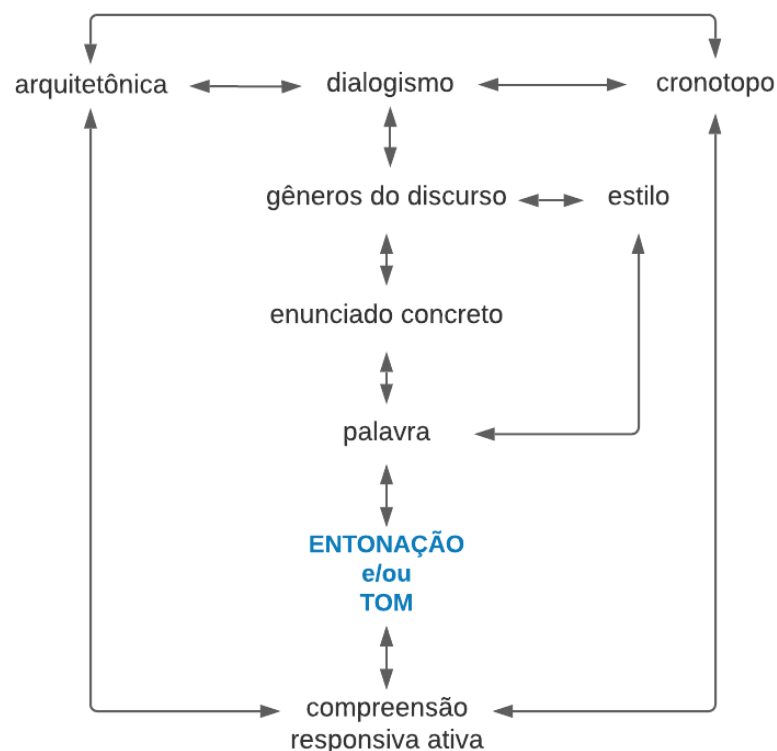 arquitetônica
dialogismo
cronotopo
gêneros do discurso
estilo
enunciado concreto
palavra
ENTONAÇÃO
e/ou
TOM
compreensão
responsiva ativa